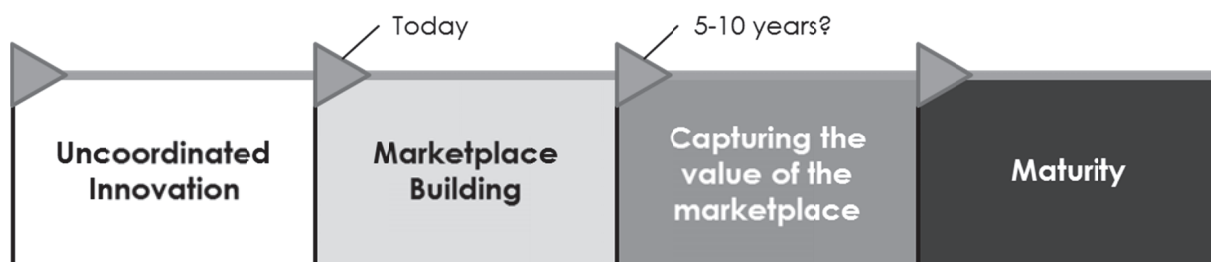 Today
5-10 years?
Uncoordinated
Innovation
Marketplace
Building
Capturing the
value of the
marketplace
Maturity